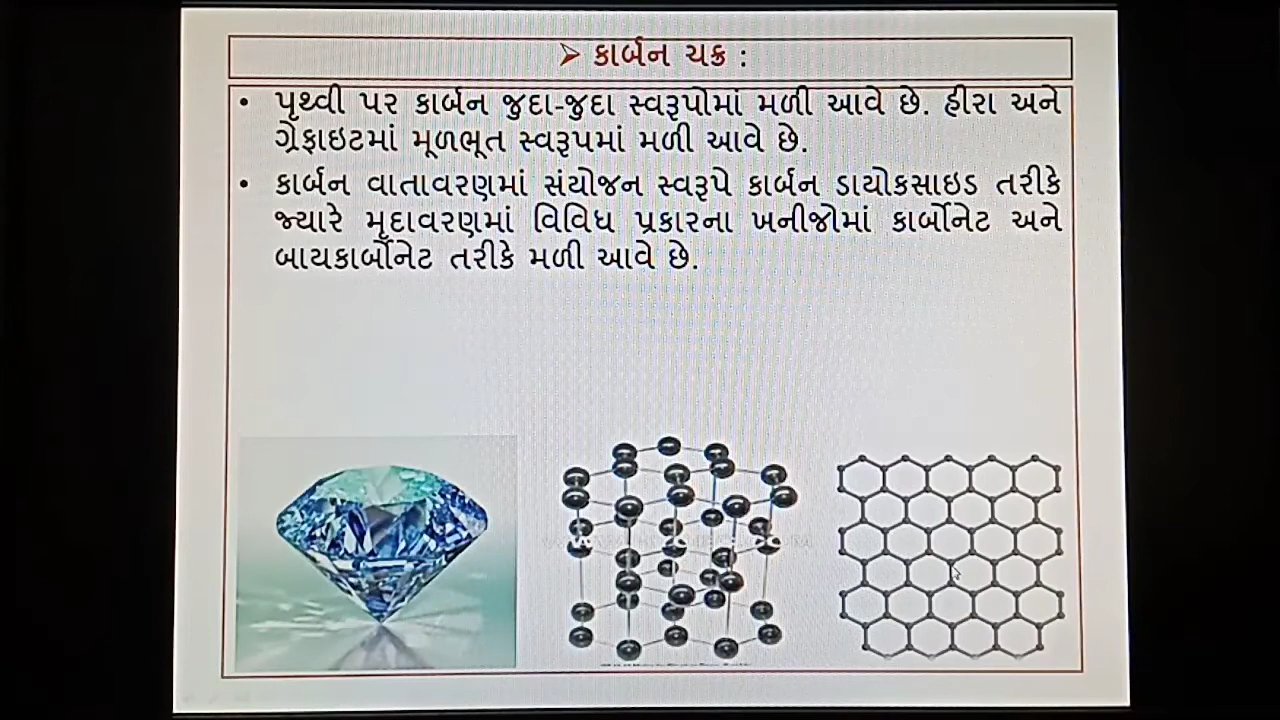 ➢ કાર્બન ચક્ર :
• પૃથ્વી પર કાર્બન જુદા-જુદા સ્વરૂપોમાં મળી આવે છે. હીરા અને
ગ્રેફાઇટમાં મૂળભૂત સ્વરૂપમાં મળી આવે છે.
• કાર્બન વાતાવરણમાં સંયોજન સ્વરૂપે કાર્બન ડાયોકસાઇડ તરીકે
જ્યારે મૃદાવરણમાં વિવિધ પ્રકારના ખનીજોમાં કાર્બોનેટ અને
બાયકાર્બોનેટ તરીકે મળી આવે છે.